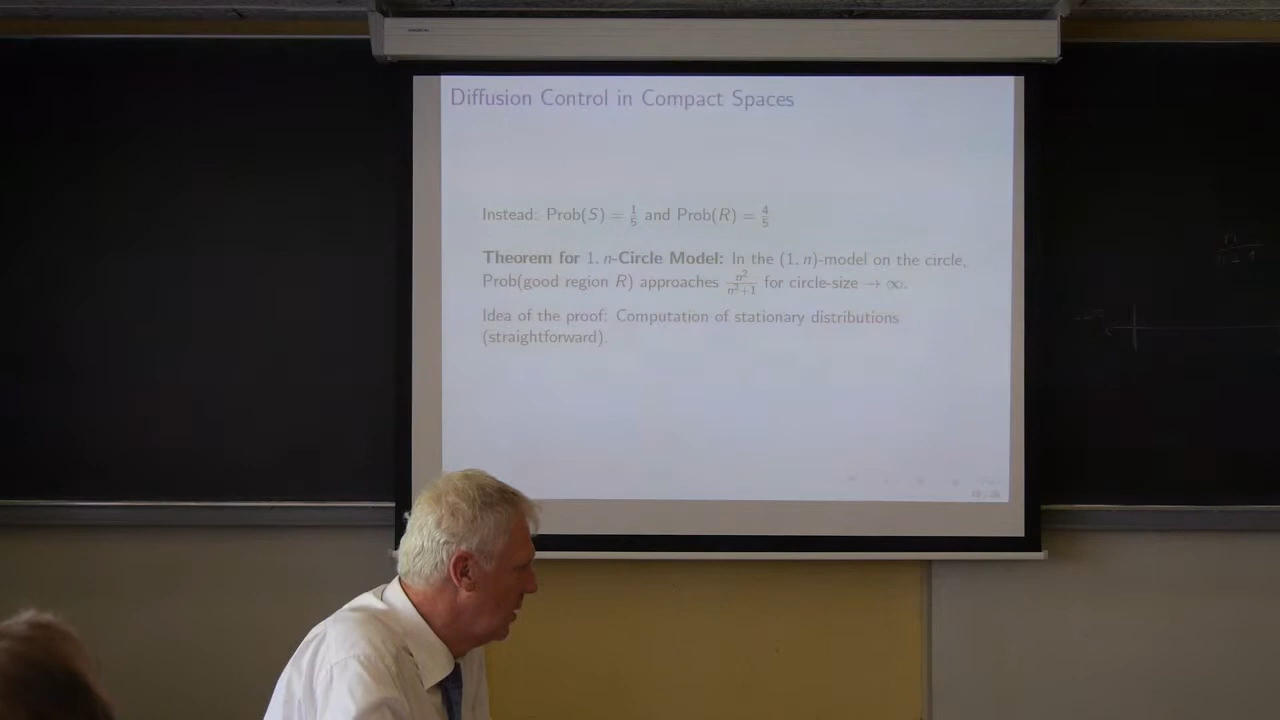 Diffusion Control in Compact Spaces
Instead: Prob(S) = 1/5 and Prob(R) = 4/5
Theorem for 1, n-Circle Model: In the (1, n)-model on the circle,
Prob(good region R) approaches n²/n²+1 for circle-size → ∞.
Idea of the proof: Computation of stationary distributions
(straightforward).